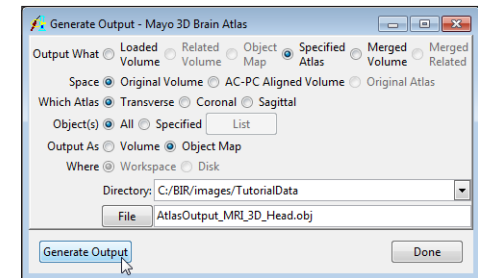 Generate Output - Mayo 3D Brain Atlas
Output What Loaded Volume Related Volume Object Map Specified Atlas Merged Volume Merged Related
Space Original Volume AC-PC Aligned Volume Original Atlas
Which Atlas Transverse Coronal Sagittal
Object(s) All Specified List
Output As Volume Object Map
Where Workspace Disk
Directory: C:/BIR/images/TutorialData
File AtlasOutput_MRI_3D_Head.obj
Generate Output Done